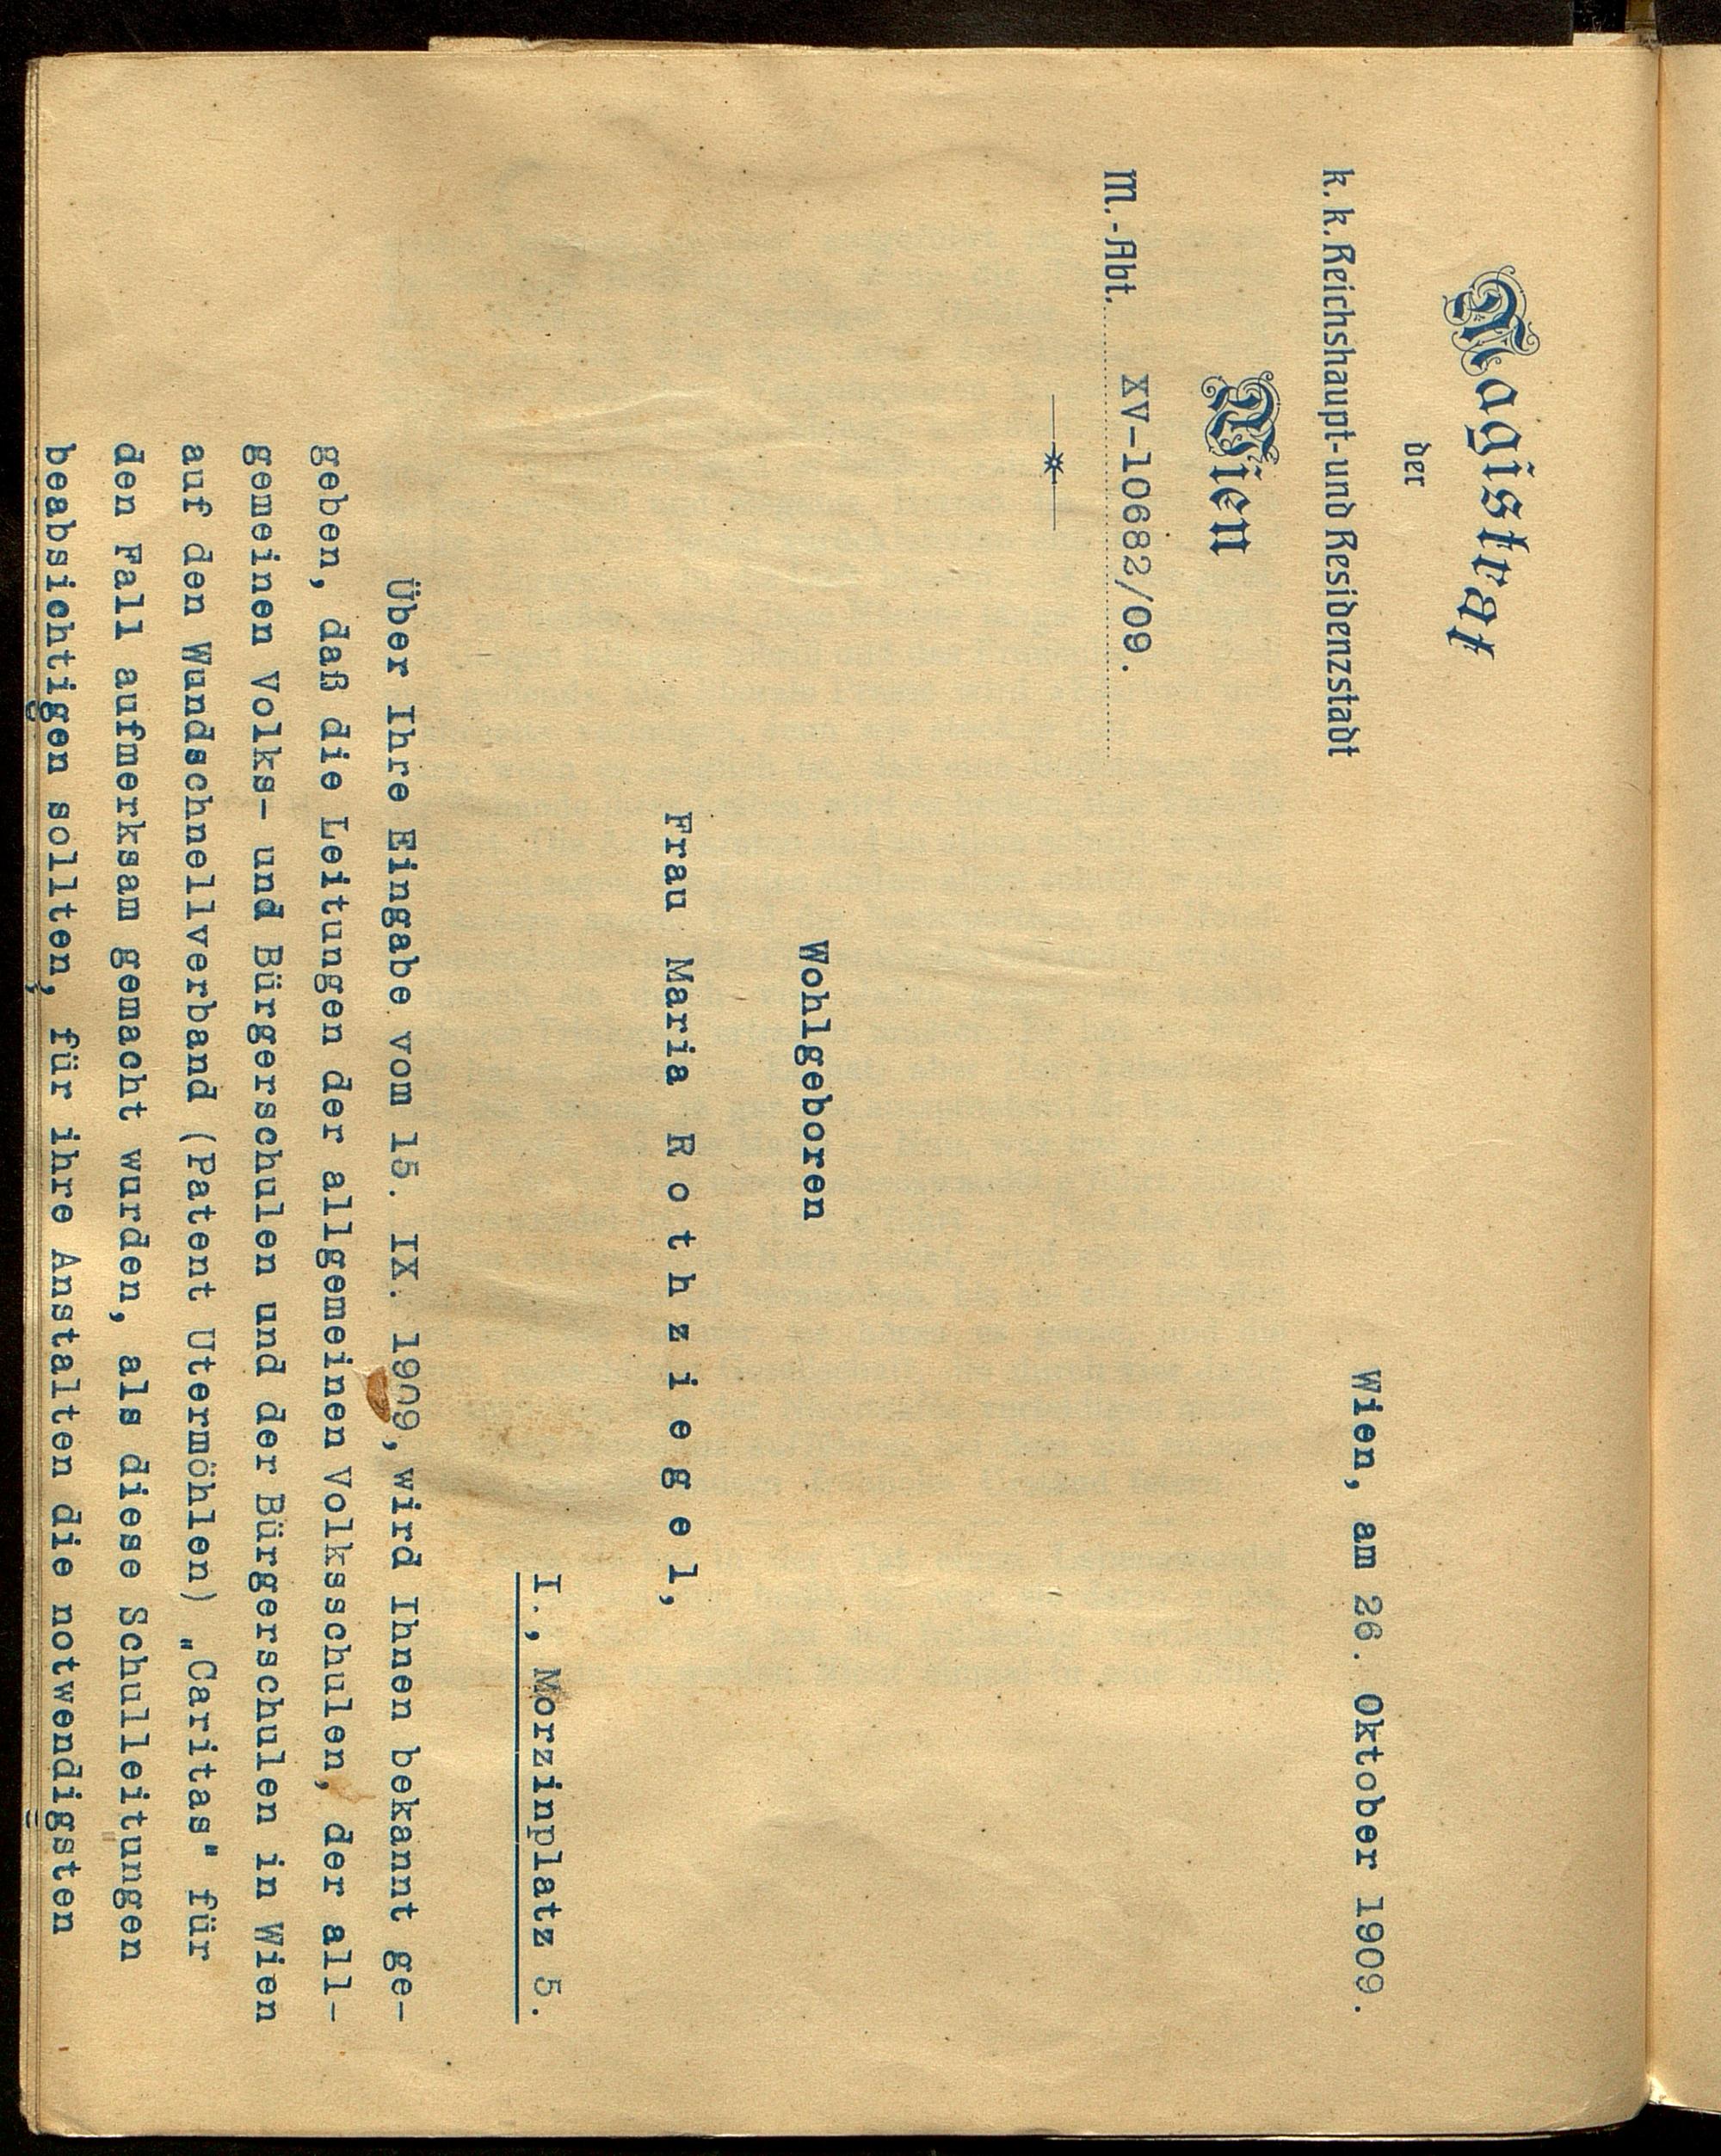 Magistrat
der
k. k. Reichshaupt- und Residenzstadt
Wien
M.-Abt. XV-10682/09.
Wien, am 26. Oktober 1909.
Wohlgeboren
Frau Maria Rothziegel,
I., Morzinplatz 5.
Über Ihre Eingabe vom 15. IX. 1909, wird Ihnen bekannt ge-
geben, daß die Leitungen der allgemeinen Volksschulen, der all-
gemeinen Volks- und Bürgerschulen und der Bürgerschulen in Wien
auf den Wundschnellverband (Patent Utermöhlen) „Caritas" für
den Fall aufmerksam gemacht wurden, als diese Schulleitungen
beabsichtigen sollten, für ihre Anstalten die notwendigsten